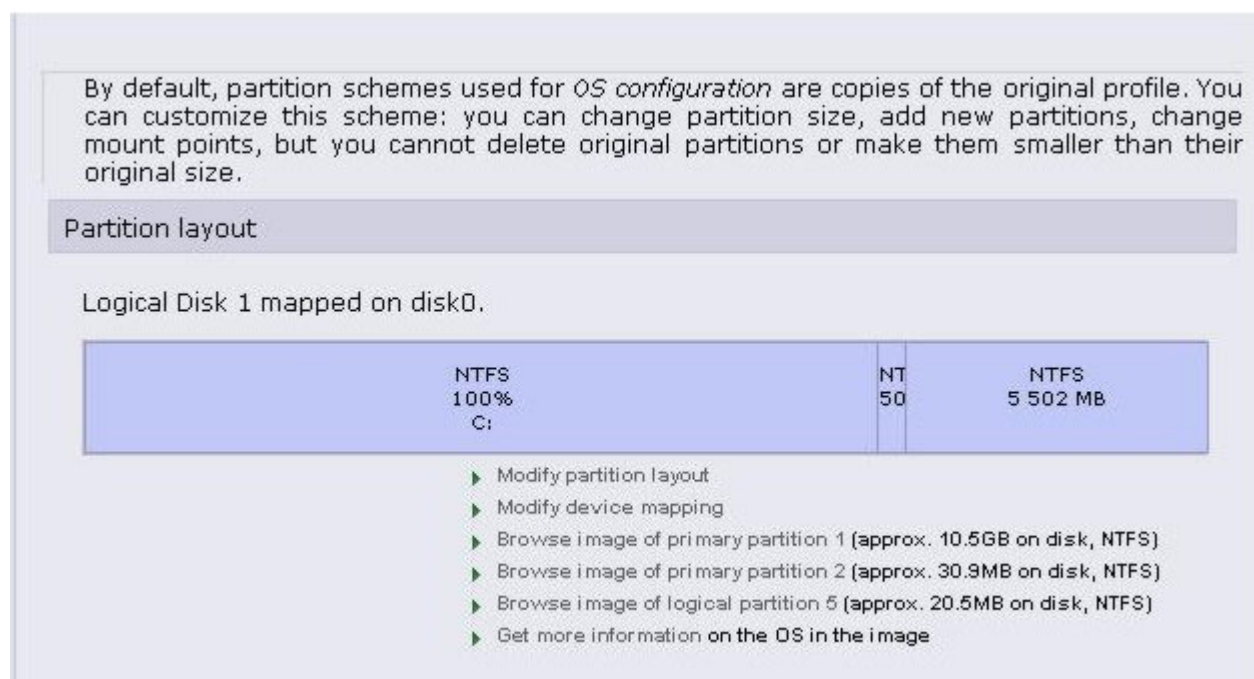 By default, partition schemes used for OS configuration are copies of the original profile. You
can customize this scheme: you can change partition size, add new partitions, change
mount points, but you cannot delete original partitions or make them smaller than their
original size.
Partition layout
Logical Disk 1 mapped on disk0.
NTFS
100%
C:
NT
50
NTFS
5 502 MB
Modify partition layout
Modify device mapping
Browse image of primary partition 1 (approx. 10.5GB on disk, NTFS)
Browse image of primary partition 2 (approx. 30.9MB on disk, NTFS)
Browse image of logical partition 5 (approx. 20.5MB on disk, NTFS)
Get more information on the OS in the image